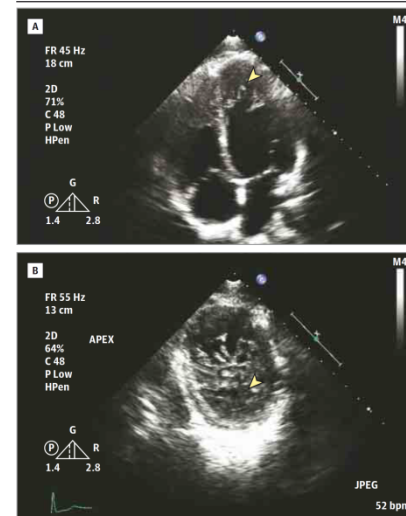 A
M4
FR 45 Hz
18 cm
2D
71%
C 48
P Low
HPen
G
P R
1.4 2.8
B
M4
FR 55 Hz
13 cm
2D
64%
C 48
P Low
HPen
APEX
G
P R
1.4 2.8
JPEG
52 bpm